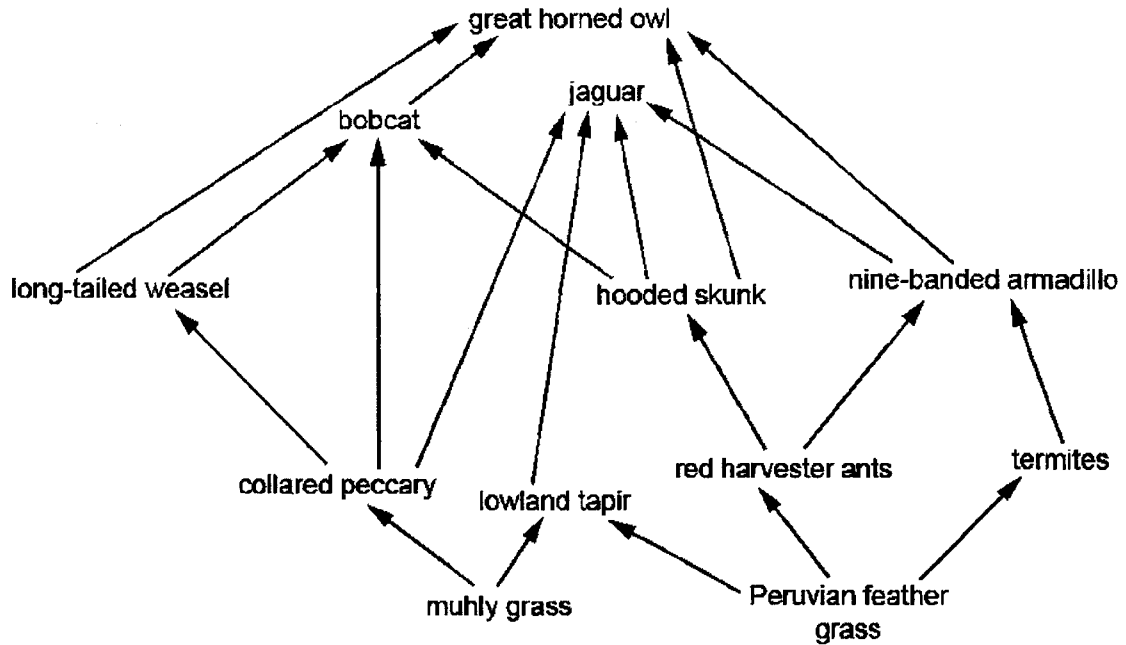 great horned owl
jaguar
bobcat
long-tailed weasel
hooded skunk
nine-banded armadillo
collared peccary
lowland tapir
red harvester ants
termites
muhly grass
Peruvian feather
grass